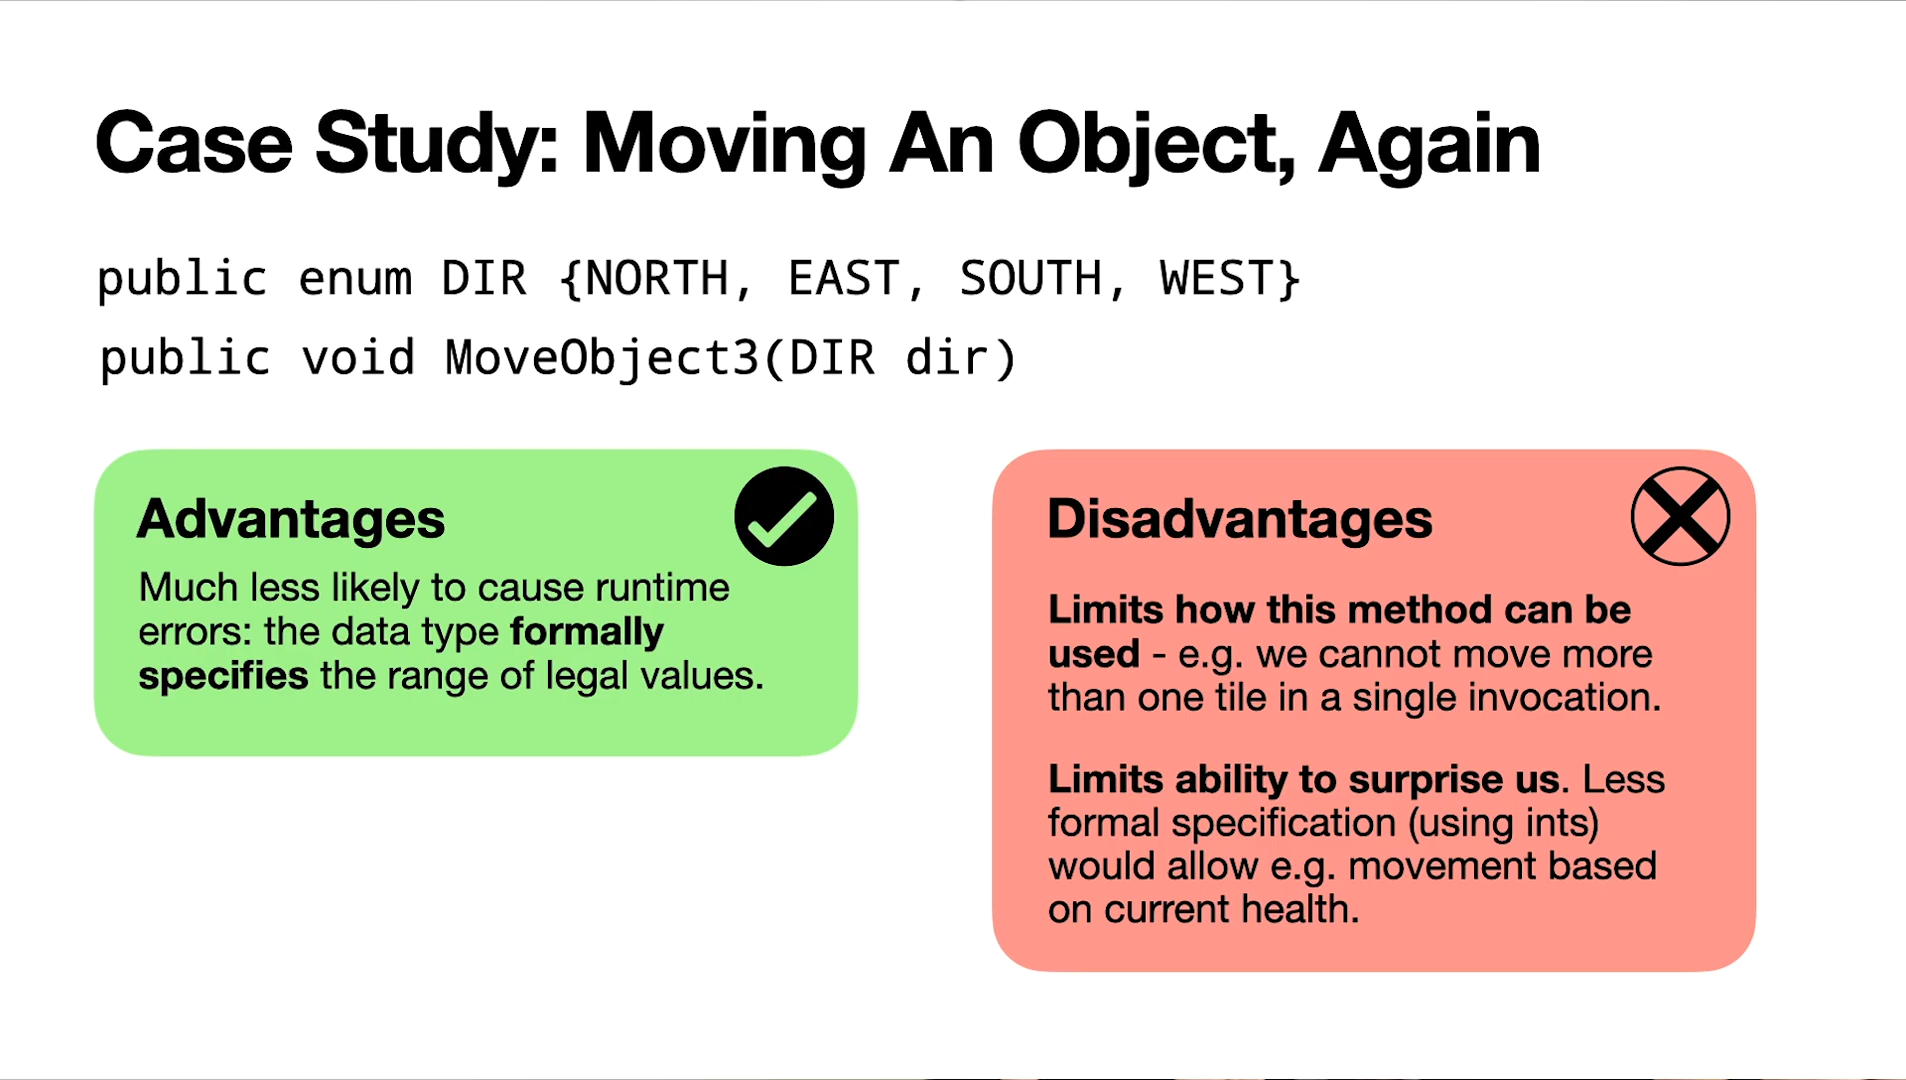 Case Study: Moving An Object, Again
public enum DIR {NORTH, EAST, SOUTH, WEST}
public void MoveObject3(DIR dir)
Advantages
Much less likely to cause runtime
errors: the data type formally
specifies the range of legal values.
Disadvantages
Limits how this method can be
used - e.g. we cannot move more
than one tile in a single invocation.
Limits ability to surprise us. Less
formal specification (using ints)
would allow e.g. movement based
on current health.